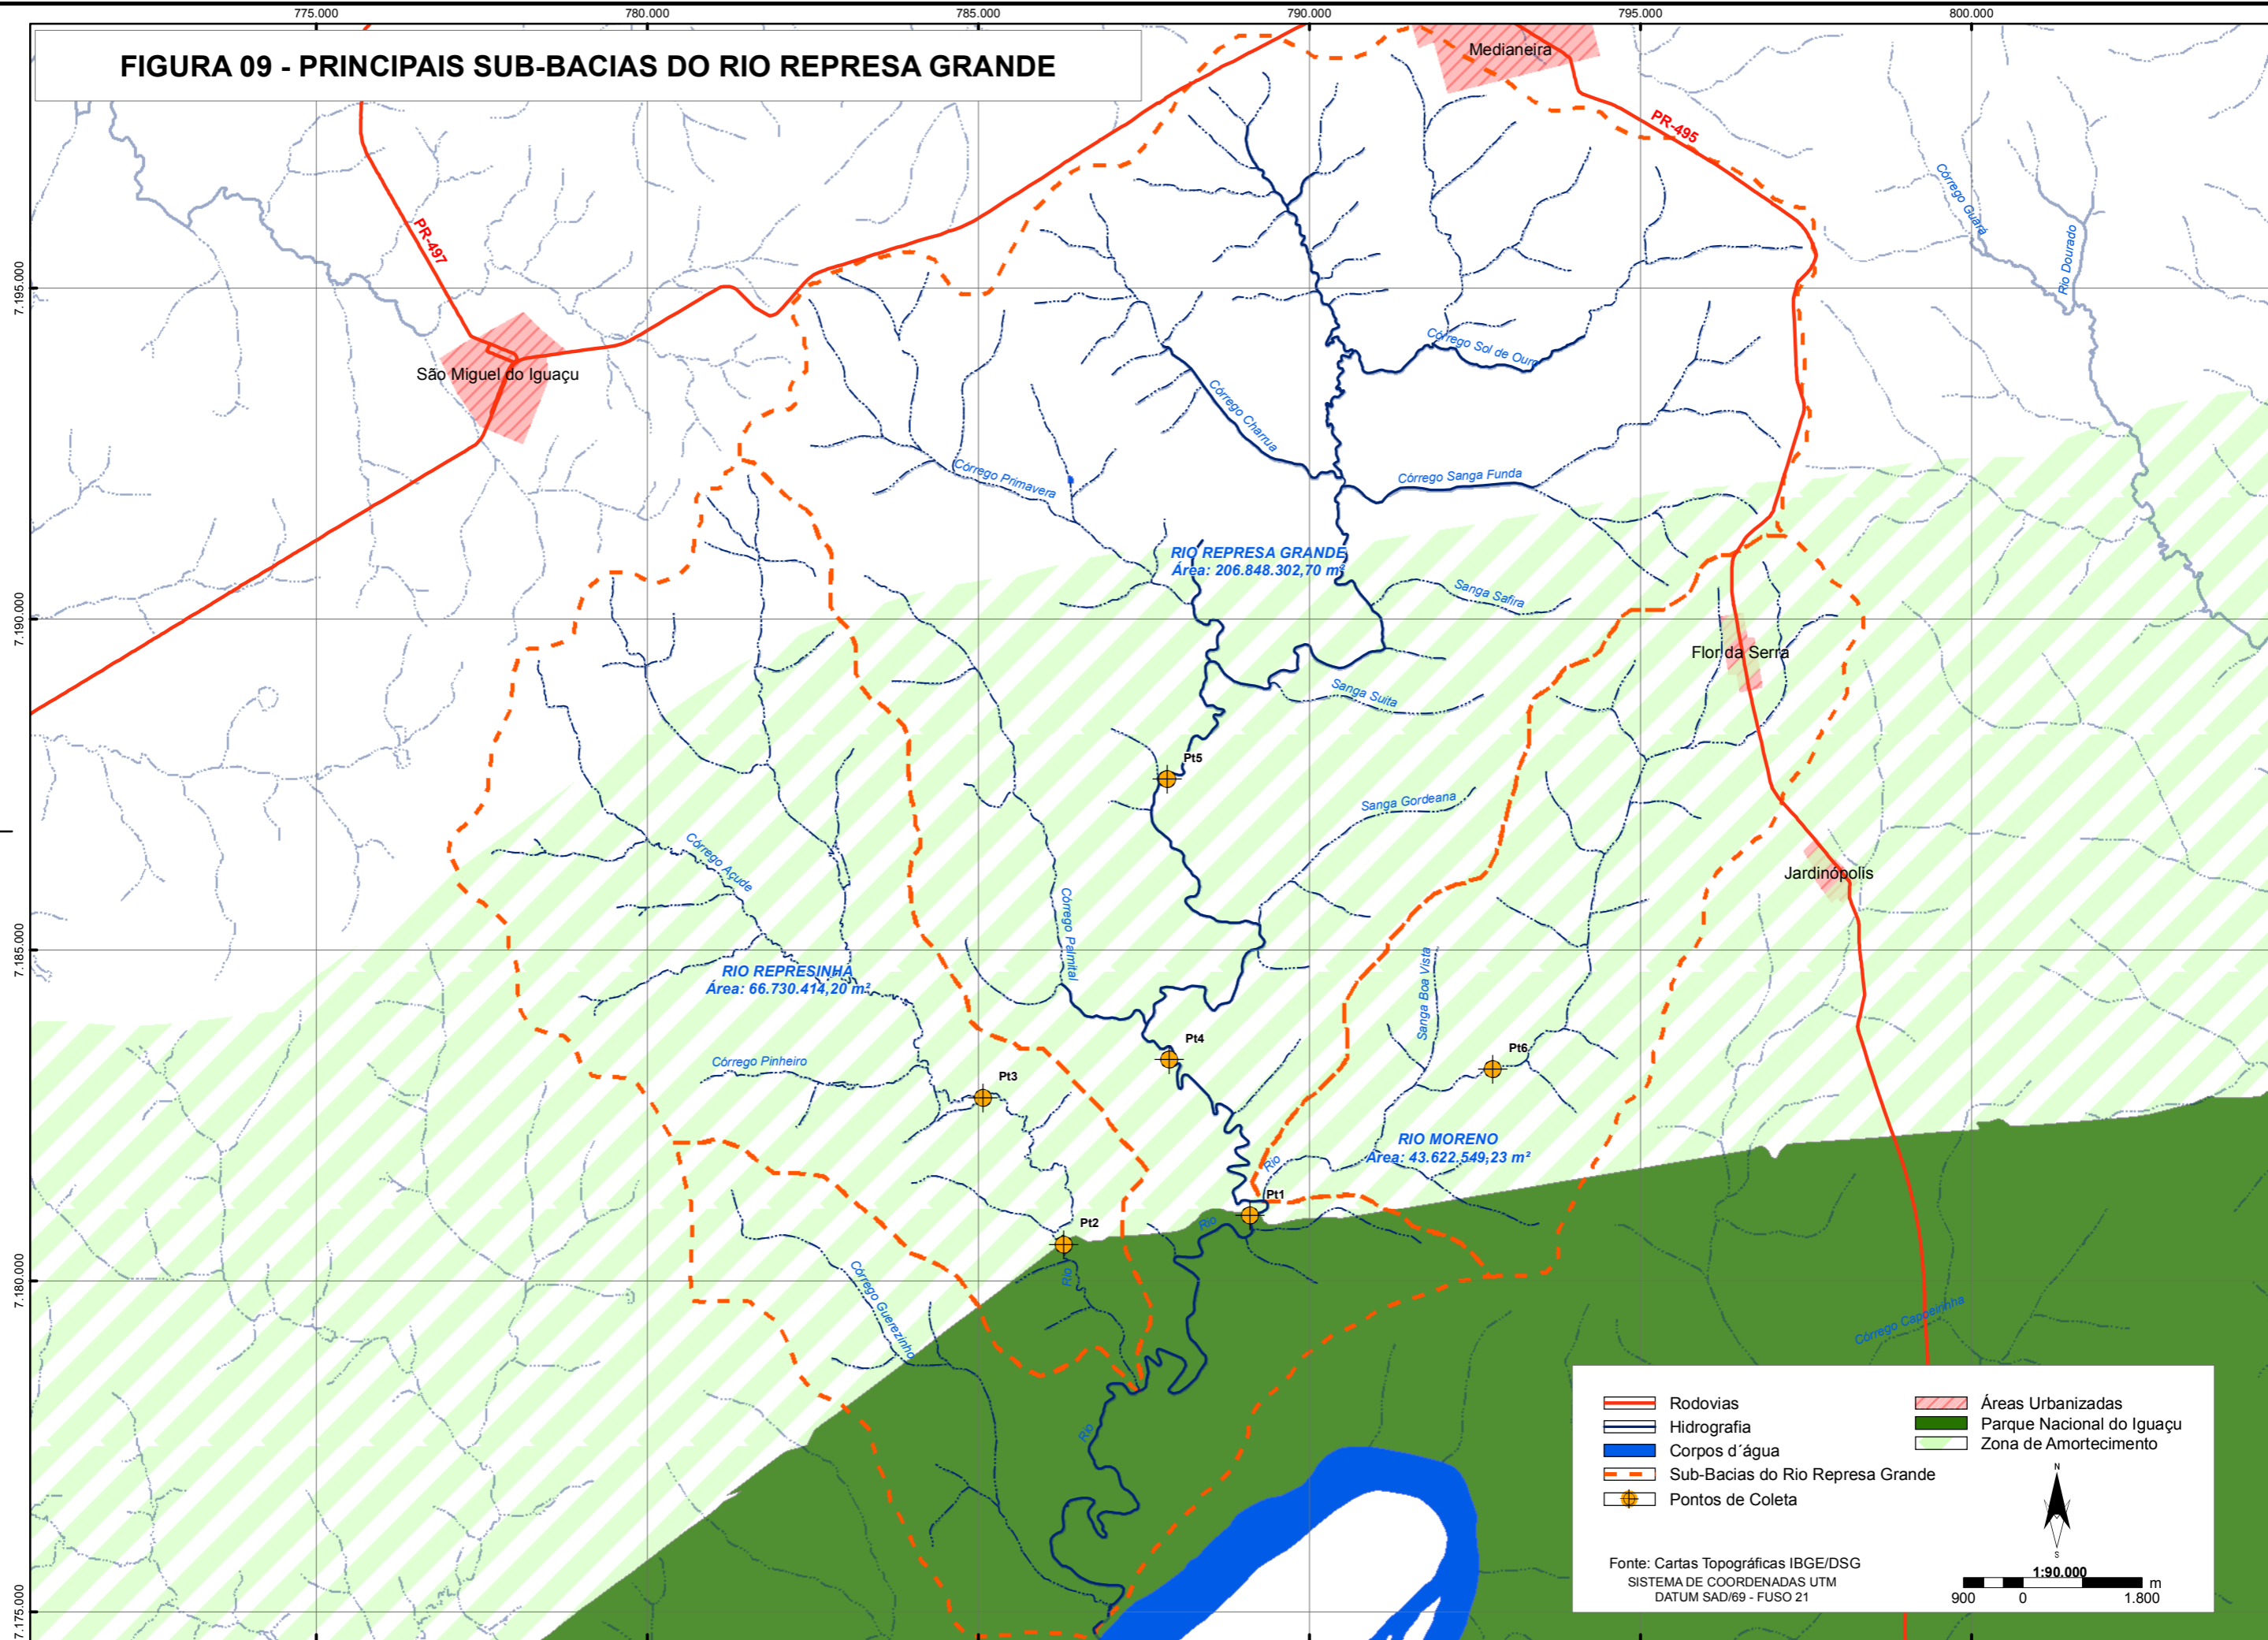 775.000
780.000
785.000
790.000
795.000
800.000
FIGURA 09 - PRINCIPAIS SUB-BACIAS DO RIO REPRESA GRANDE
Medianeira
PR-495
PR-497
Córrego Guará
Rio Dourado
7.195.000
São Miguel do Iguaçu
Córrego Sol de Ouro
Córrego Charrua
Córrego Primavera
Córrego Sanga Funda
RIO REPRESA GRANDE
Área: 206.848.302,70 m²
Sanga Safira
7.190.000
Flor da Serra
Sanga Suita
Pt5
Sanga Gordeana
Córrego Açude
Jardinópolis
Córrego Palmital
7.185.000
RIO REPRESINHA
Área: 66.730.414,20 m²
Sanga Boa Vista
Pt4
Pt6
Córrego Pinheiro
Pt3
RIO MORENO
Área: 43.622.549,23 m²
Rio
Pt1
Pt2
Rio
Rio
7.180.000
Córrego Guerezinho
Córrego Capoeirinha
Rio
Rodovias
Hidrografia
Corpos d´água
Sub-Bacias do Rio Represa Grande
Pontos de Coleta
Áreas Urbanizadas
Parque Nacional do Iguaçu
Zona de Amortecimento
N
S
Fonte: Cartas Topográficas IBGE/DSG
SISTEMA DE COORDENADAS UTM
DATUM SAD/69 - FUSO 21
1:90.000
m
900 0 1.800
7.175.000